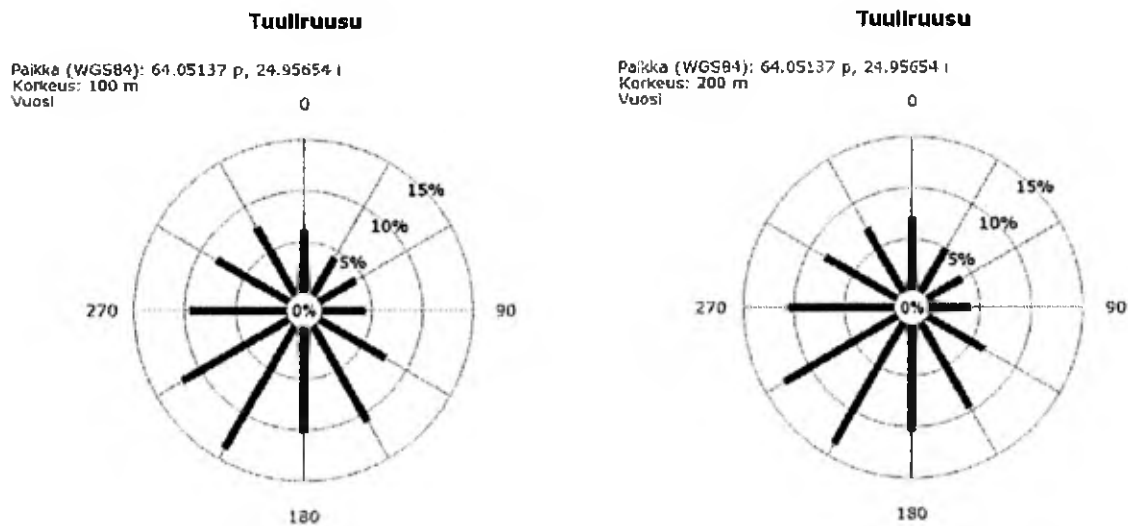 Tuuliruusu
Paikka (WGS84): 64.05137 p, 24.95654 i
Korkeus: 100 m
Vuosi
0
15%
10%
5%
0%
270
90
180
Tuuliruusu
Paikka (WGS84): 64.05137 p, 24.95654 i
Korkeus: 200 m
Vuosi
0
15%
10%
5%
0%
270
90
180